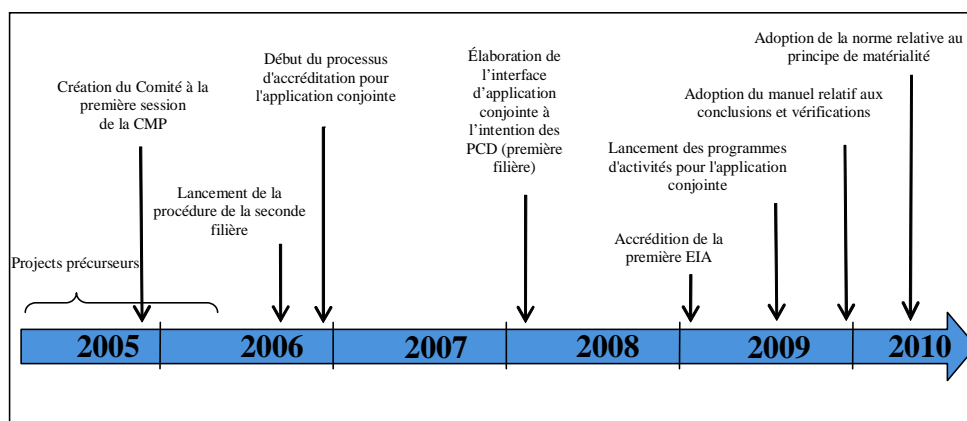 Création du Comité à la
première session
de la CMP
Début du processus
d'accréditation pour
l'application conjointe
Élaboration de
l’interface
d’application
conjointe à
l’intention des
PCD (première
filière)
Adoption de la norme relative au
principe de matérialité
Adoption du manuel relatif aux
conclusions et vérifications
Lancement des programmes
d'activités pour l'application
conjointe
Lancement de la
procédure de la seconde
filière
Accrédition de la
première EIA
Projects précurseurs
2005
2006
2007
2008
2009
2010